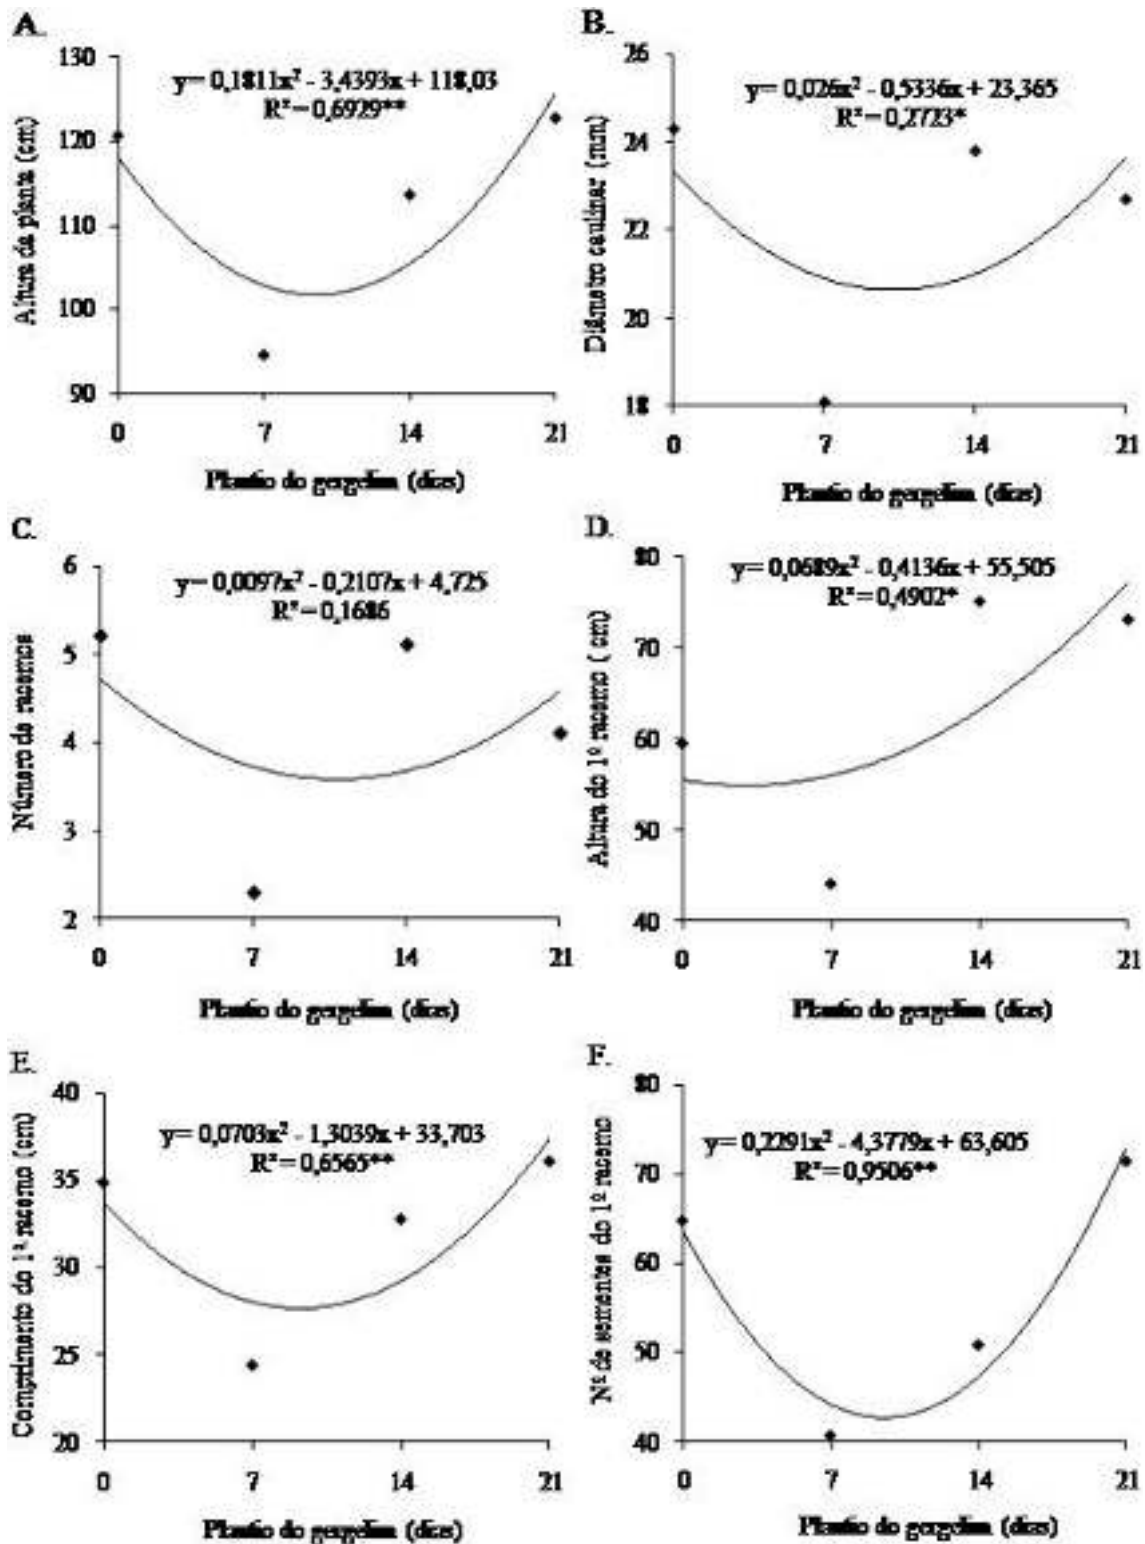 A.
y= 0,1811x² - 3,4393x + 118,03
R²=0,6929**
Altura da planta (cm)
130
120
110
100
90
0 7 14 21
Plantio do gergelim (dias)
B.
y= 0,026x² - 0,5336x + 23,365
R²=0,2723*
Diâmetro caulinar (mm)
26
24
22
20
18
0 7 14 21
Plantio do gergelim (dias)
C.
y= 0,0097x² - 0,2107x + 4,725
R²=0,1686
Número de racemos
6
5
4
3
2
0 7 14 21
Plantio do gergelim (dias)
D.
y= 0,0689x² - 0,4136x + 55,505
R²=0,4902*
Altura do 1º racemo ( cm)
80
70
60
50
40
0 7 14 21
Plantio do gergelim (dias)
E.
y= 0,0703x² - 1,3039x + 33,703
R²=0,6565**
Comprimento do 1º racemo (cm)
40
35
30
25
20
0 7 14 21
Plantio do gergelim (dias)
F.
y= 0,2291x² - 4,3779x + 63,605
R²=0,9506**
Nº de sementes do 1º racemo
80
70
60
50
40
0 7 14 21
Plantio do gergelim (dias)